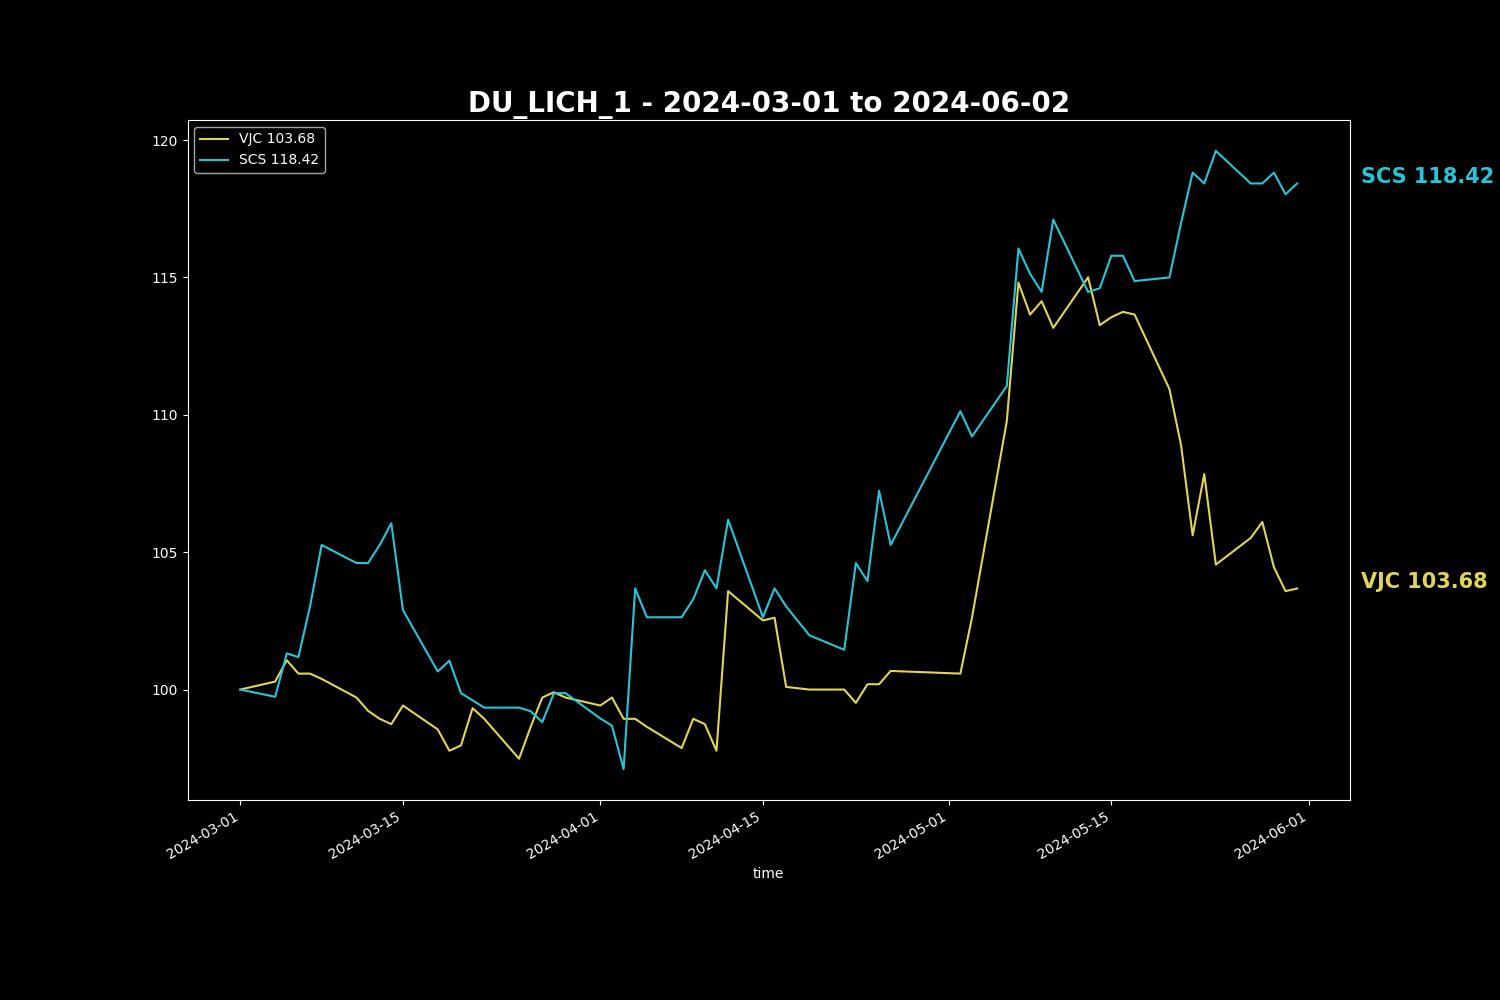 DU_LICH_1 - 2024-03-01 to 2024-06-02
VJC 103.68
SCS 118.42
120
115
110
105
100
SCS 118.42
VJC 103.68
2024-03-01
2024-03-15
2024-04-01
2024-04-15
2024-05-01
2024-05-15
2024-06-01
time